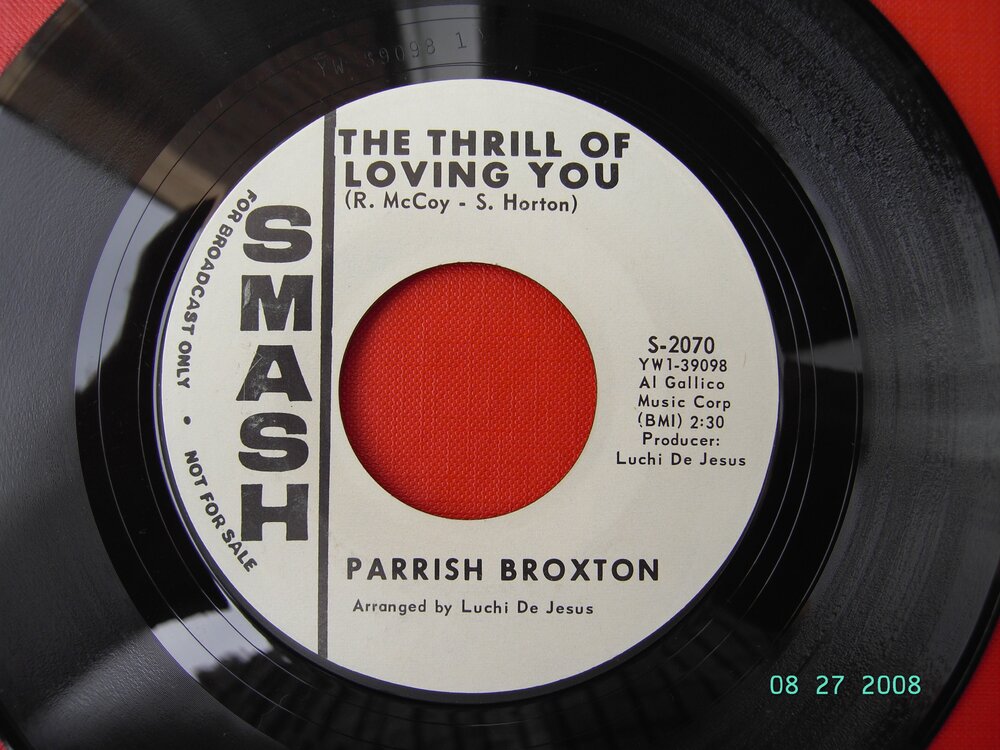 YW 39098 1
THE THRILL OF
LOVING YOU
(R. McCoy - S. Horton)
SMASH
FOR BROADCAST ONLY • NOT FOR SALE
S-2070
YW1-39098
Al Gallico
Music Corp
(BMI) 2:30
Producer:
Luchi De Jesus
PARRISH BROXTON
Arranged by Luchi De Jesus
08 27 2008